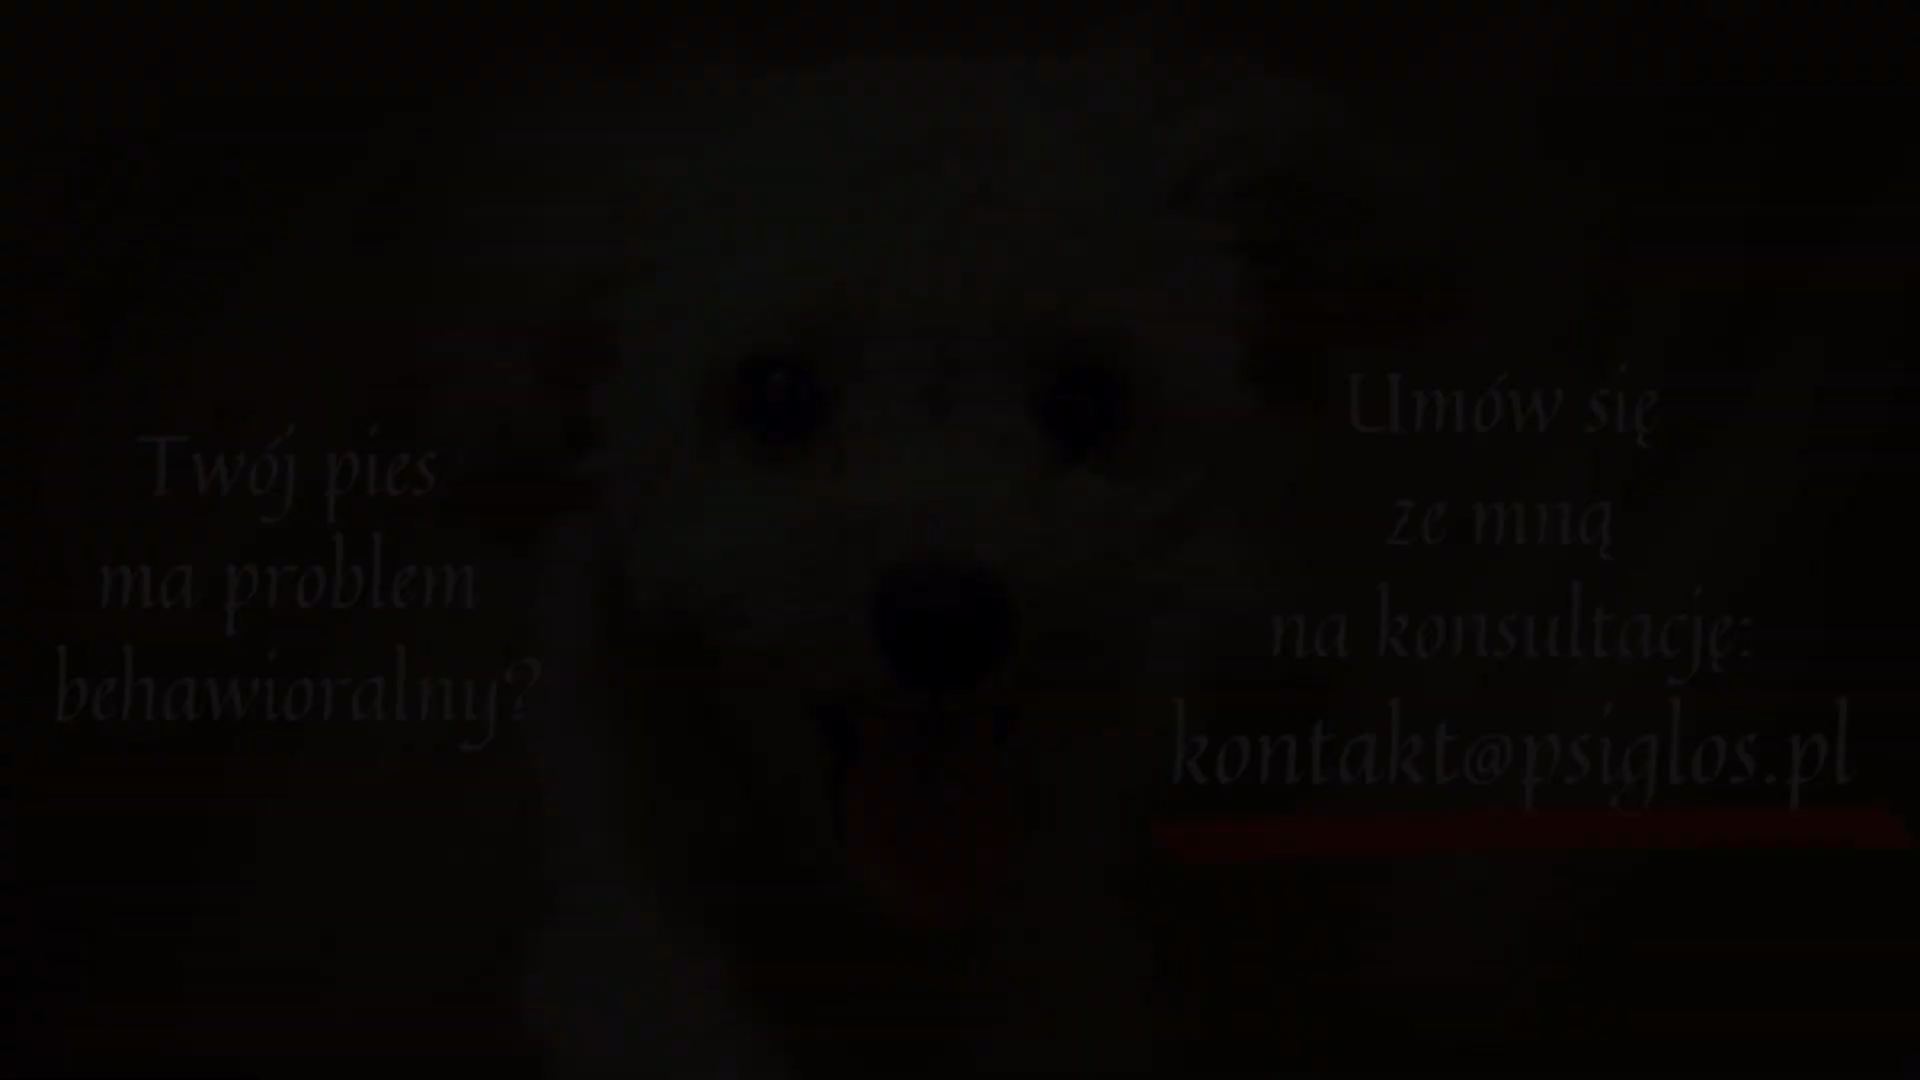 Twój pies
ma problem
behawioralny?
Umów się
ze mną
na konsultację:
kontakt@psiglos.pl